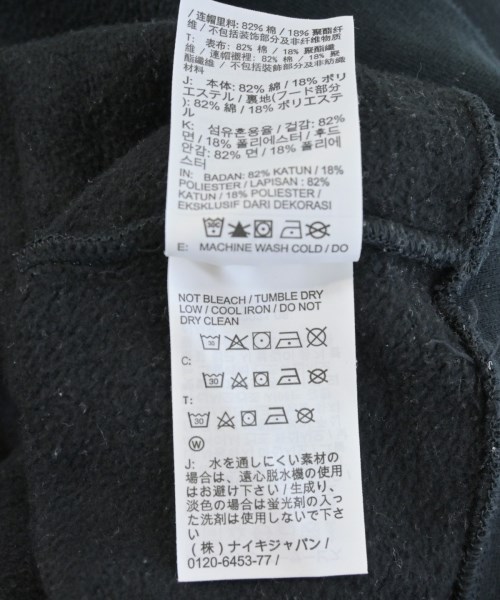 /连帽里料: 82% 棉 / 18% 聚酯纤
维 / 不包括装饰部分及非纤维物质
T: 表布: 82% 棉 / 18% 聚酯纖
維 / 連帽襯裡: 82% 棉 / 18% 聚
酯纖維 / 不包括裝飾部分及非紡織
材料
J: 本体: 82% 綿 / 18% ポリ
エステル / 裏地(フード部分
): 82% 綿 / 18% ポリエステ
ル
K: 섬유혼용율 / 겉감: 82%
면 / 18% 폴리에스터 / 후드
안감: 82% 면 / 18% 폴리에
스터
IN: BADAN: 82% KATUN / 18%
POLIESTER / LAPISAN : 82%
KATUN / 18% POLIESTER /
EKSKLUSIF DARI DEKORASI
E: MACHINE WASH COLD / DO
NOT BLEACH / TUMBLE DRY
LOW / COOL IRON / DO NOT
DRY CLEAN
30
C:
30
T:
30
W
J: 水を通しにくい素材の
場合は、遠心脱水機の使用
はお避け下さい / 生成り、
淡色の場合は蛍光剤の入っ
た洗剤は使用しないで下さ
い
(株) ナイキジャパン /
0120-6453-77 /